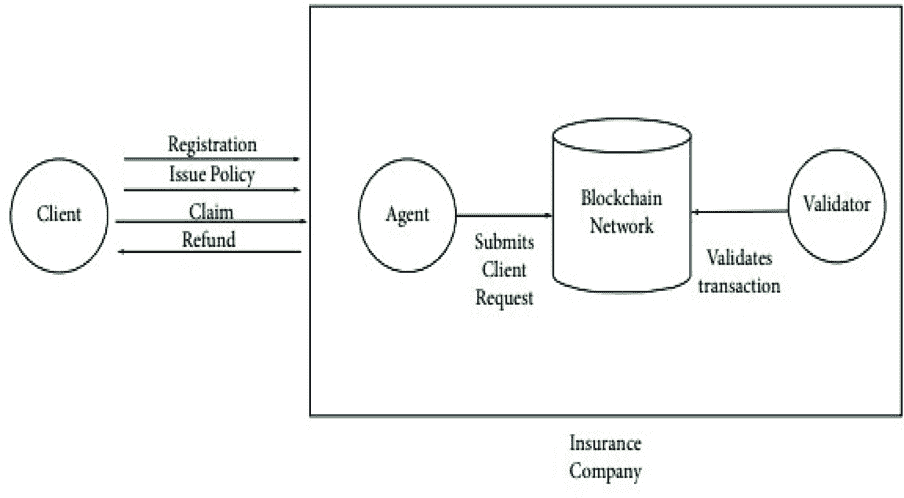 Registration
Issue Policy
Client
Claim
Refund
Agent
Submits
Client
Request
Blockchain
Network
Validator
Validates
transaction
Insurance
Company